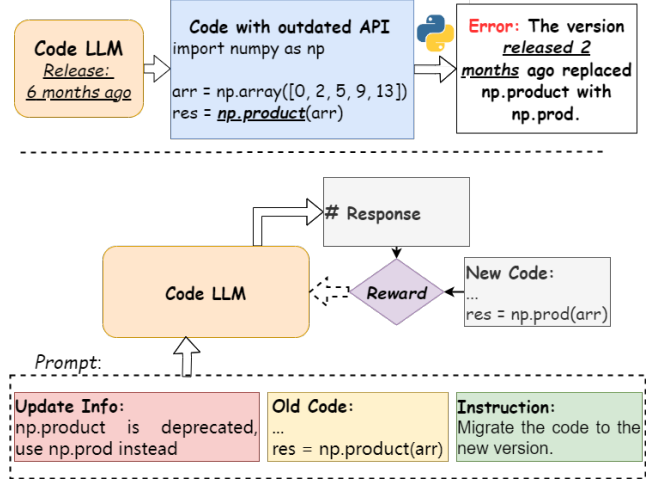 Code LLM
Release:
6 months ago
Code with outdated API
import numpy as np
arr = np.array([0, 2, 5, 9, 13])
res = np.product(arr)
Error: The version
released 2
months ago replaced
np.product with
np.prod.
# Response
Code LLM
Reward
New Code:
...
res = np.prod(arr)
Prompt:
Update Info:
np.product is deprecated,
use np.prod instead
Old Code:
...
res = np.product(arr)
Instruction:
Migrate the code to the
new version.